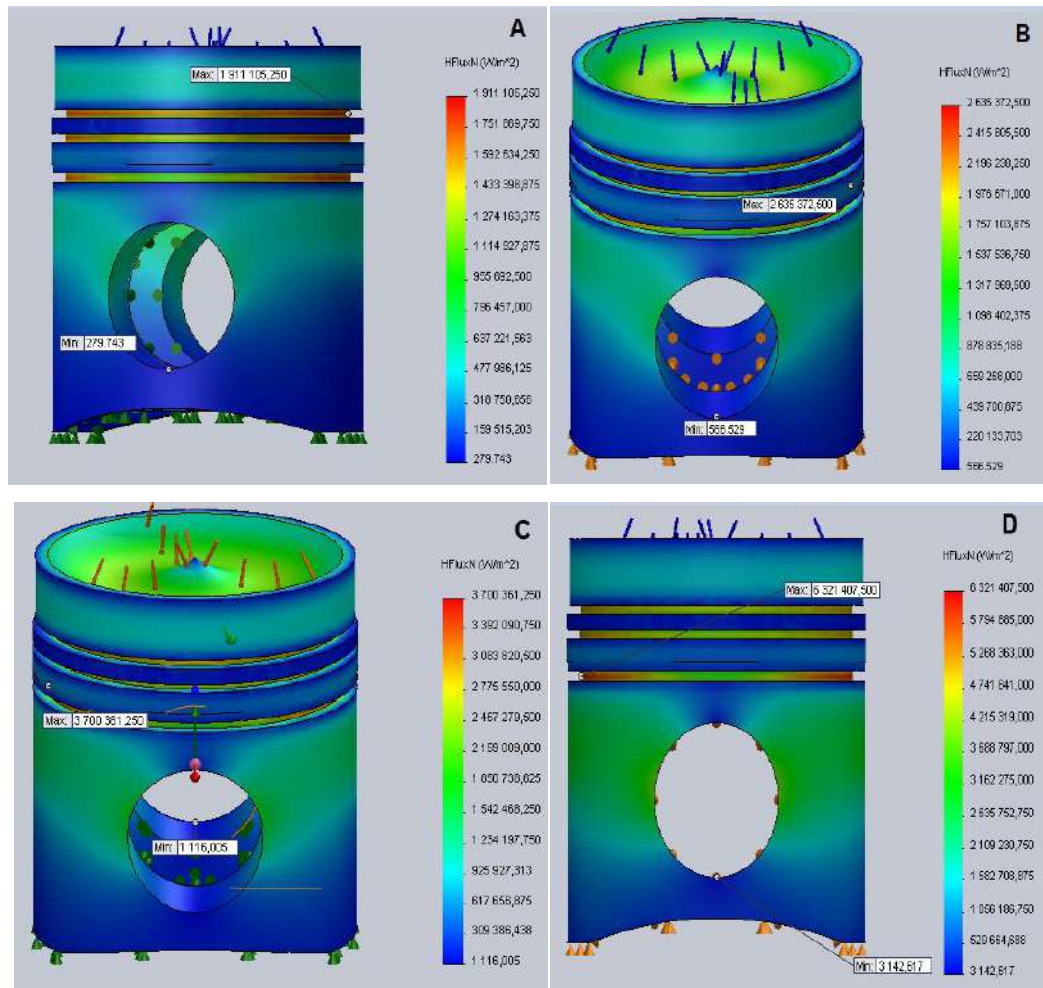 A
HFluxN (W/m^2)
Max: 1 911 105,250
Min: 279.743
1 911 105,250
1 751 869,750
1 592 634,250
1 433 398,875
1 274 163,375
1 114 927,875
955 692,500
796 457,000
637 221,563
477 986,125
318 750,656
159 515,203
279.743
B
HFluxN (W/m^2)
Max: 2 635 372,500
Min: 566.529
2 635 372,500
2 415 805,500
2 196 238,250
1 976 671,000
1 757 103,875
1 537 536,750
1 317 969,500
1 098 402,375
878 835,188
659 268,000
439 700,875
220 133,703
566.529
C
HFluxN (W/m^2)
Max: 3 700 361,250
Min: 1 116,005
3 700 361,250
3 392 090,750
3 083 820,500
2 775 550,000
2 467 279,500
2 159 009,000
1 850 738,625
1 542 468,250
1 234 197,750
925 927,313
617 656,875
309 386,438
1 116,005
D
HFluxN (W/m^2)
Max: 6 321 407,500
Min: 3 142,617
6 321 407,500
5 794 885,000
5 268 363,000
4 741 841,000
4 215 319,000
3 688 797,000
3 162 275,000
2 635 752,750
2 109 230,750
1 582 708,875
1 056 186,750
529 664,688
3 142,617